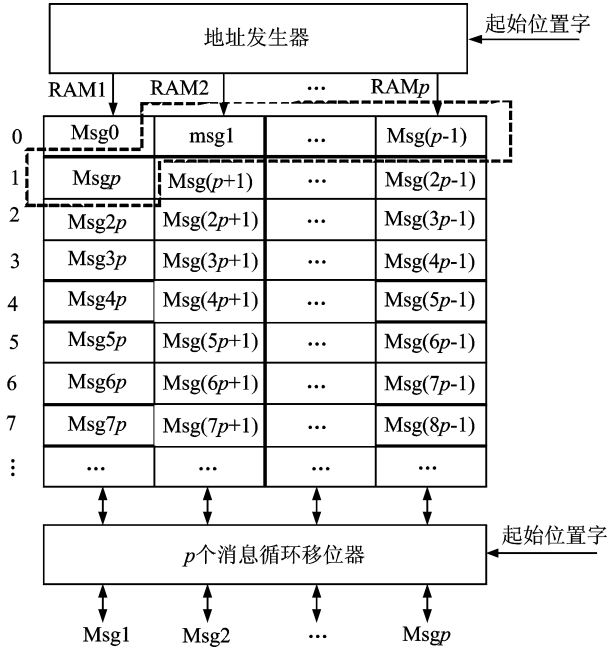 地址发生器
起始位置字
RAM1 RAM2 ... RAMp
0 Msg0 msg1 ... Msg(p-1)
1 Msgp Msg(p+1) ... Msg(2p-1)
2 Msg2p Msg(2p+1) ... Msg(3p-1)
3 Msg3p Msg(3p+1) ... Msg(4p-1)
4 Msg4p Msg(4p+1) ... Msg(5p-1)
5 Msg5p Msg(5p+1) ... Msg(6p-1)
6 Msg6p Msg(6p+1) ... Msg(7p-1)
7 Msg7p Msg(7p+1) ... Msg(8p-1)
⋮ ... ... ... ...
起始位置字
p个消息循环移位器
Msg1 Msg2 ... Msgp